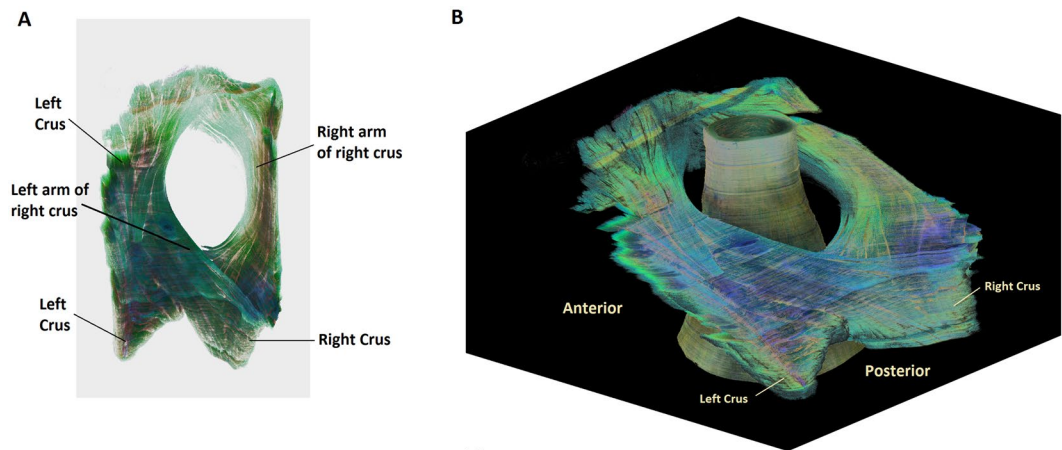 A
Left
Crus
Left arm of
right crus
Left
Crus
Right arm
of right crus
Right Crus
B
Anterior
Posterior
Right Crus
Left Crus